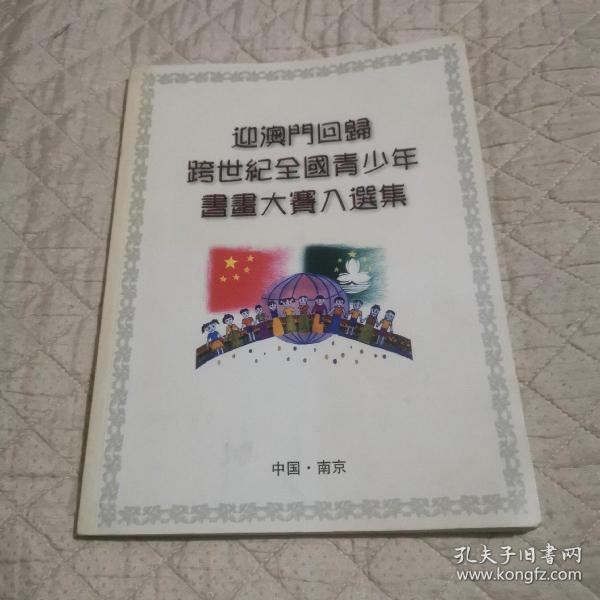 迎澳門回歸
跨世紀全國青少年
書畫大賽入選集
中国·南京
孔夫子旧书网
www.kongfz.com